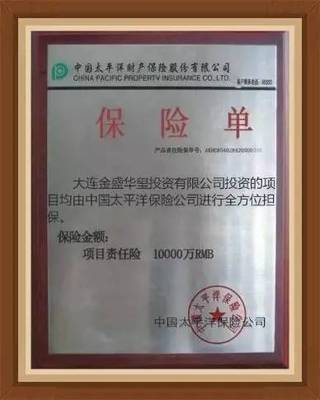 中国太平洋财产保险股份有限公司
CHINA PACIFIC PROPERTY INSURANCE CO.,LTD.
保险单
大连金盛华玺投资有限公司投资的项
目均由中国太平洋保险公司进行全方位担
保。
保险金额:
项目责任险 10000万RMB
中国太平洋保险公司